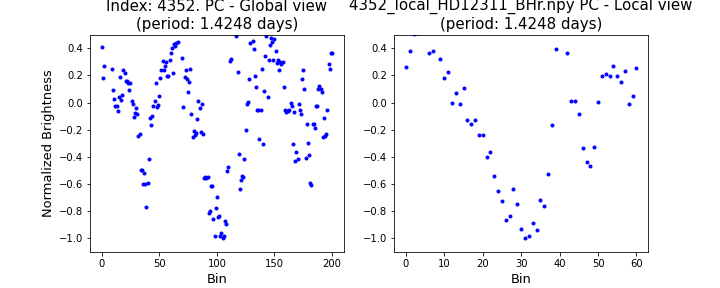 Index: 4352. PC - Global view
(period: 1.4248 days)
4352_local_HD12311_BHr.npy PC - Local view
(period: 1.4248 days)
Normalized Brightness
0.4
0.2
0.0
−0.2
−0.4
−0.6
−0.8
−1.0
0 50 100 150 200
Bin
0.4
0.2
0.0
−0.2
−0.4
−0.6
−0.8
−1.0
0 10 20 30 40 50 60
Bin